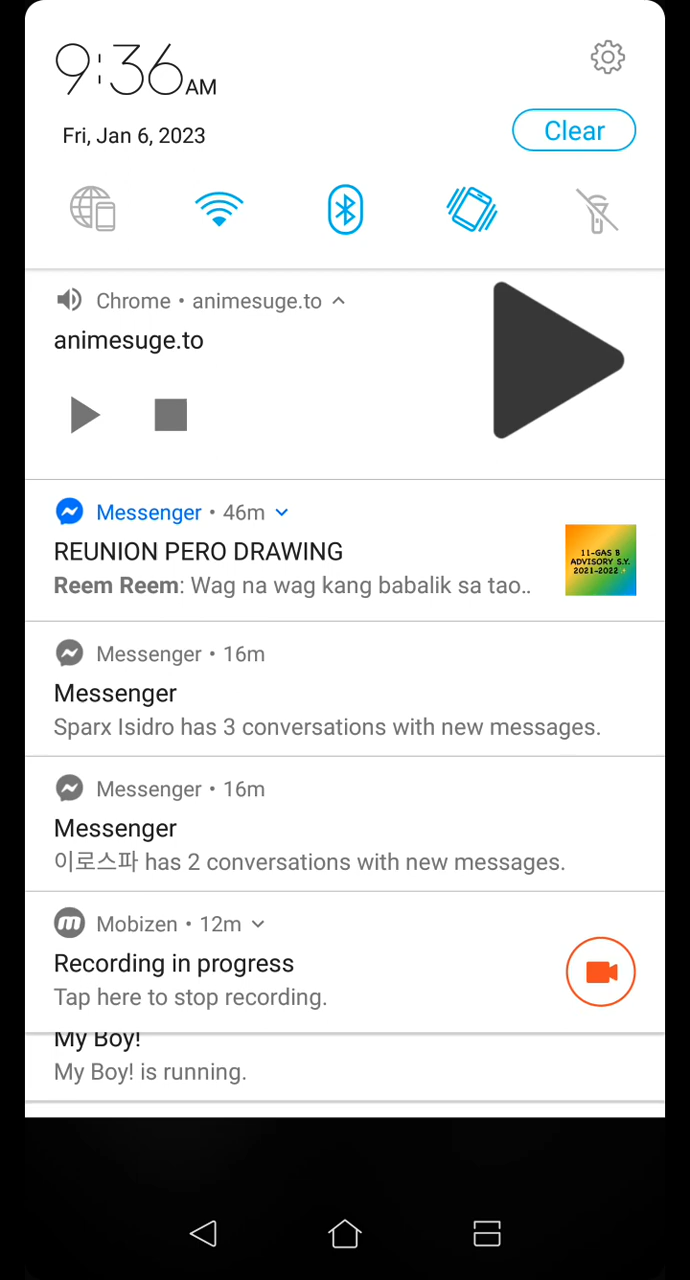 9:36AM
Fri, Jan 6, 2023
Clear
Chrome • animesuge.to
animesuge.to
Messenger • 46m
REUNION PERO DRAWING
Reem Reem: Wag na wag kang babalik sa tao..
11-GAS B
ADVISORY S.Y.
2021-2022
Messenger • 16m
Messenger
Sparx Isidro has 3 conversations with new messages.
Messenger • 16m
Messenger
이로스파 has 2 conversations with new messages.
Mobizen • 12m
Recording in progress
Tap here to stop recording.
My Boy!
My Boy! is running.